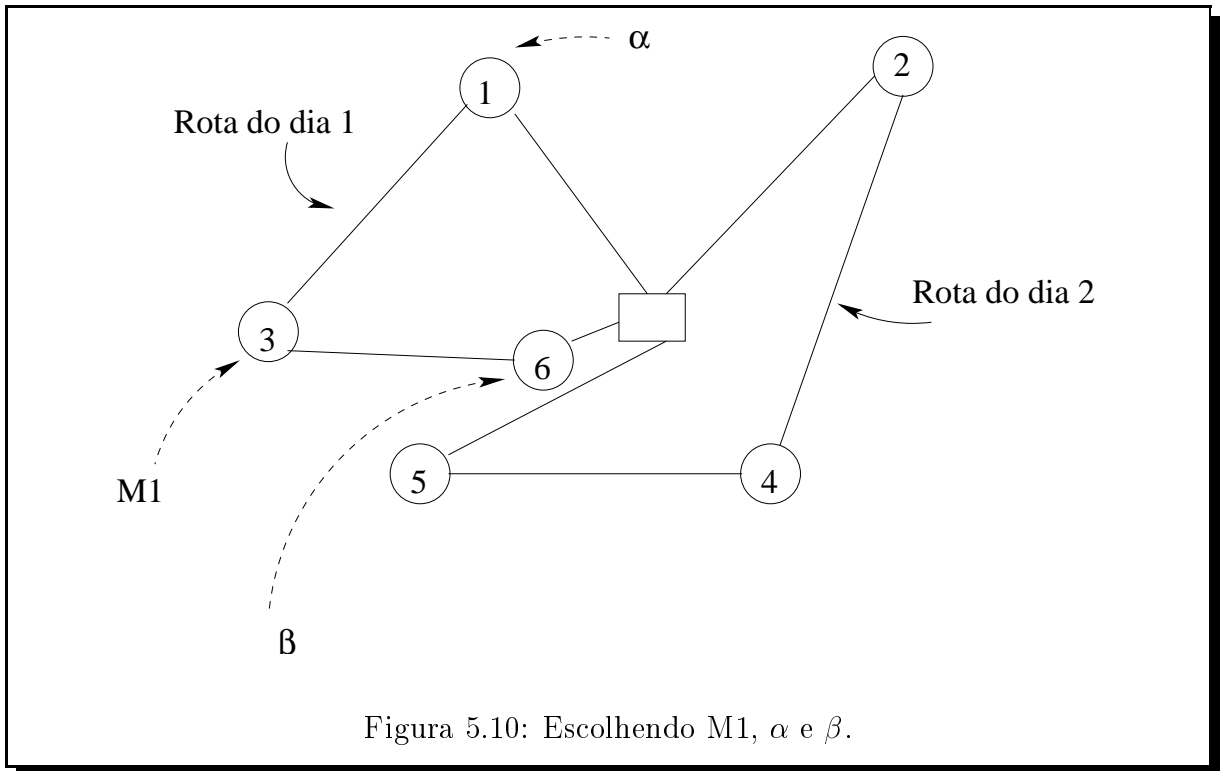 α
2
1
Rota do dia 1
Rota do dia 2
3
6
5
4
M1
β
Figura 5.10: Escolhendo M1, α e β.